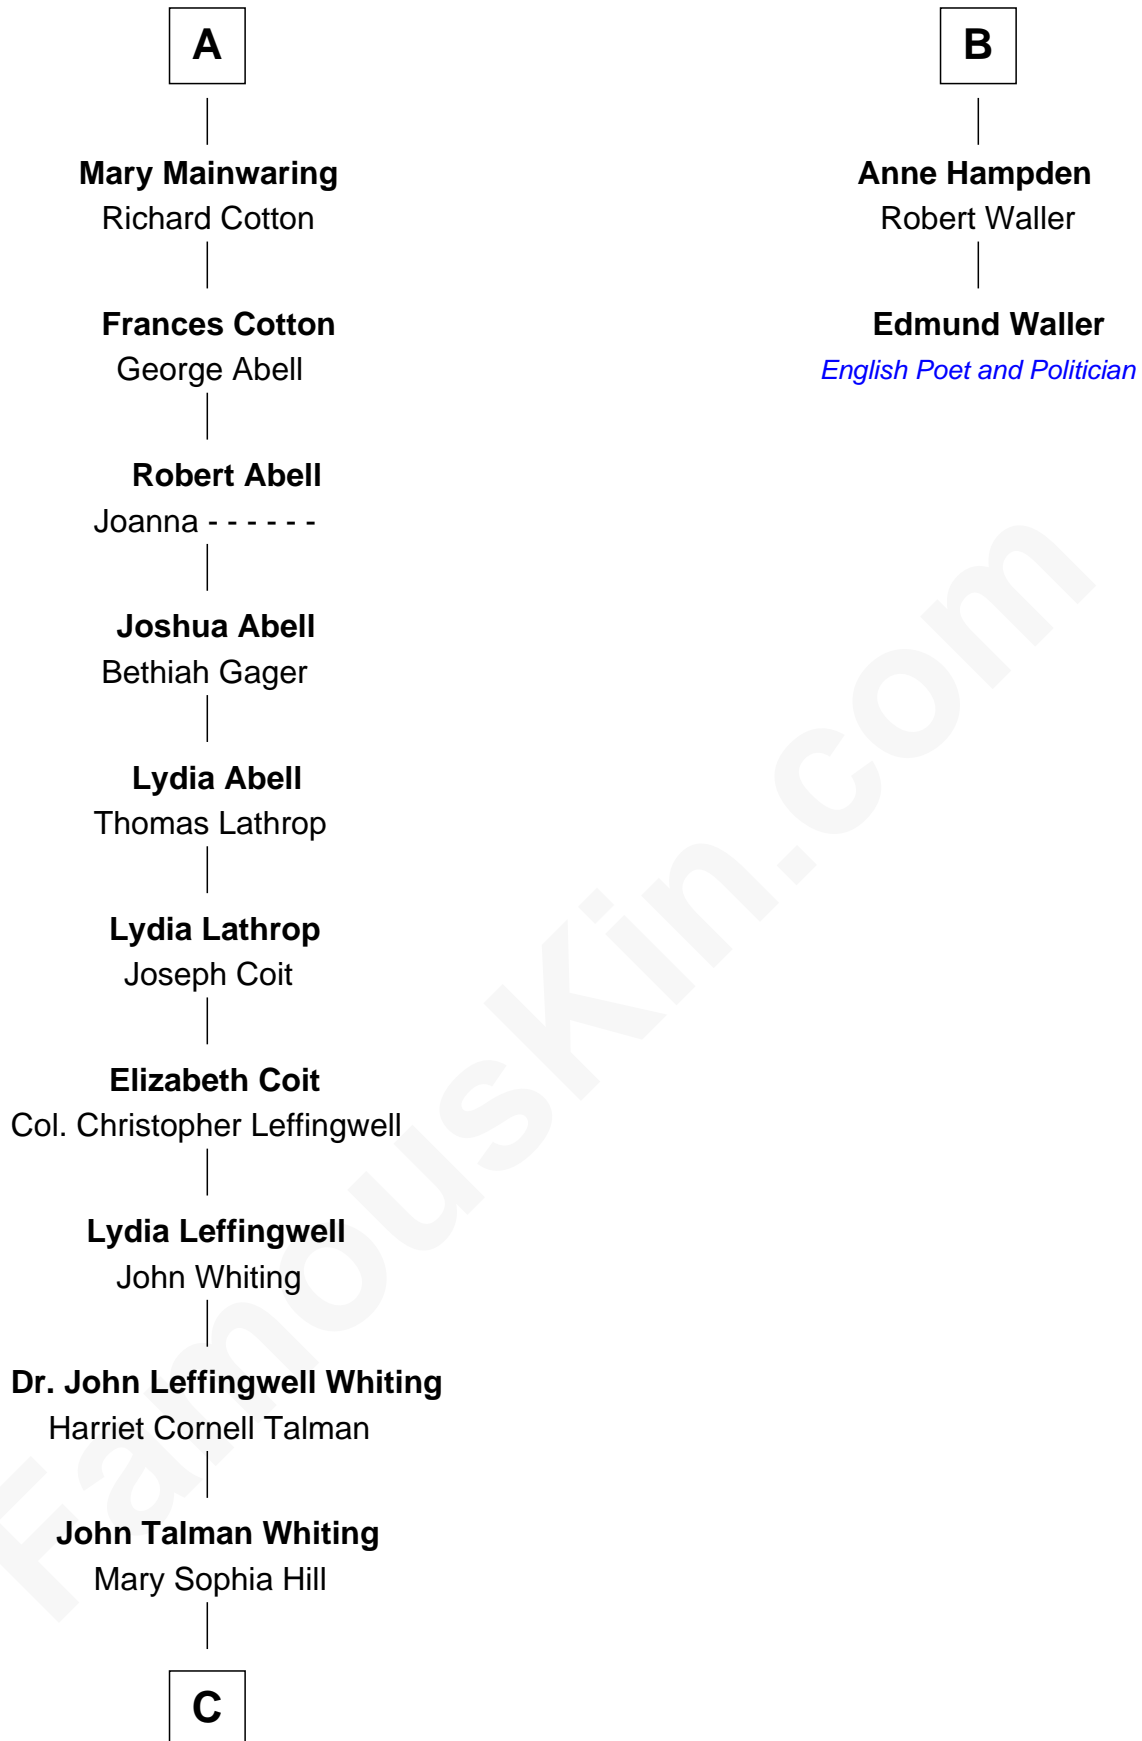 A
Mary Mainwaring
Richard Cotton
Frances Cotton
George Abell
Robert Abell
Joanna - - - - - -
Joshua Abell
Bethiah Gager
Lydia Abell
Thomas Lathrop
Lydia Lathrop
Joseph Coit
Elizabeth Coit
Col. Christopher Leffingwell
Lydia Leffingwell
John Whiting
Dr. John Leffingwell Whiting
Harriet Cornell Talman
John Talman Whiting
Mary Sophia Hill
C
B
Anne Hampden
Robert Waller
Edmund Waller
English Poet and Politician
FamousKin.com